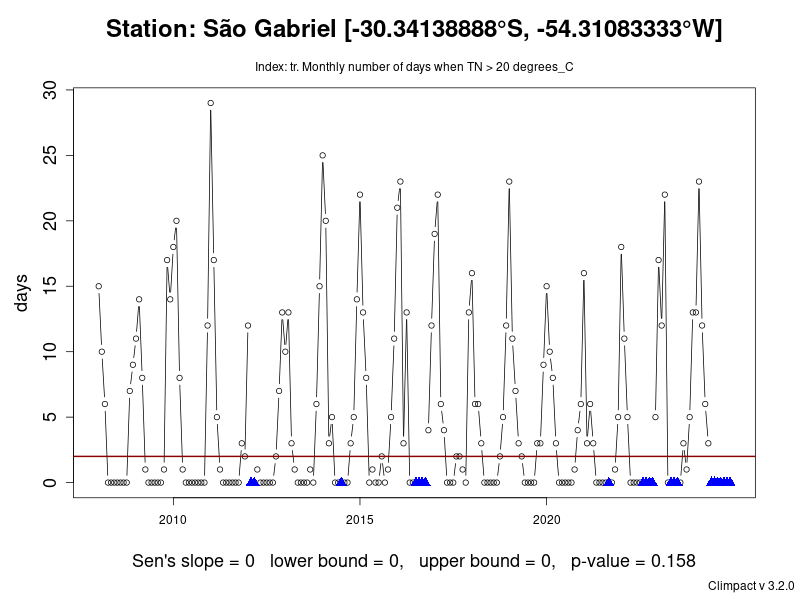 Station: São Gabriel [-30.34138888°S, -54.31083333°W]
Index: tr. Monthly number of days when TN > 20 degrees_C
30
25
20
15
10
5
0
days
2010 2015 2020
Sen's slope = 0 lower bound = 0, upper bound = 0, p-value = 0.158
Climpact v 3.2.0